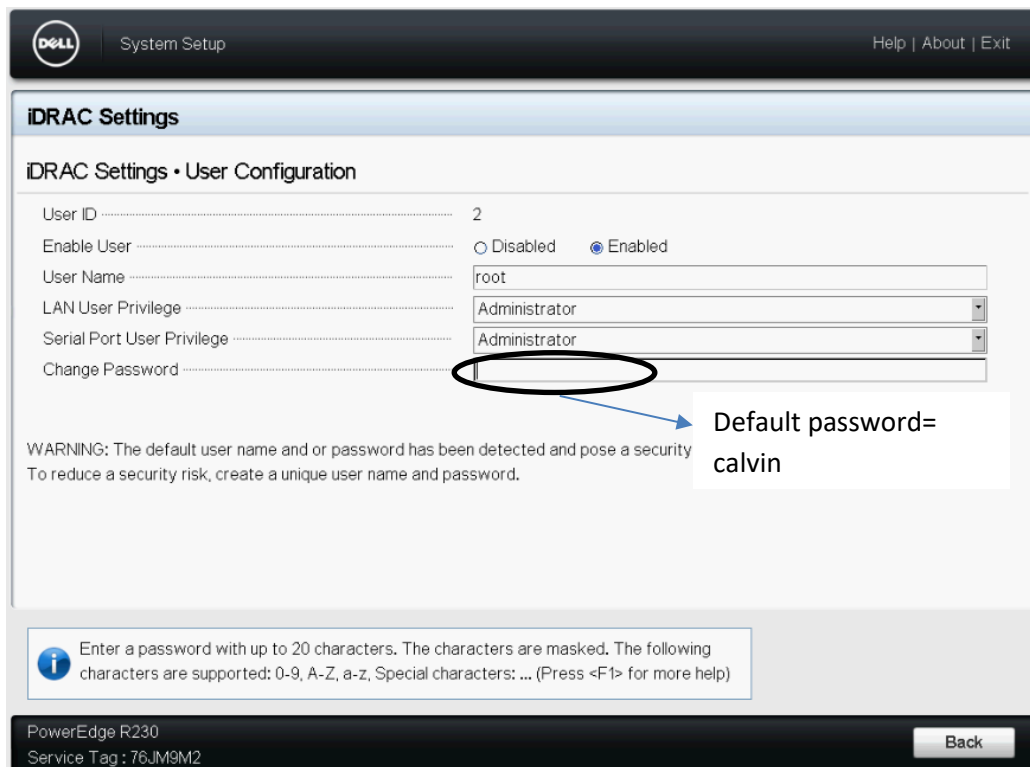 DELL
System Setup
Help | About | Exit
iDRAC Settings
iDRAC Settings • User Configuration
User ID 2
Enable User Disabled Enabled
User Name root
LAN User Privilege Administrator
Serial Port User Privilege Administrator
Change Password
Default password=
calvin
WARNING: The default user name and or password has been detected and pose a security
To reduce a security risk, create a unique user name and password.
Enter a password with up to 20 characters. The characters are masked. The following
characters are supported: 0-9, A-Z, a-z, Special characters: ... (Press <F1> for more help)
PowerEdge R230
Service Tag : 76JM9M2
Back